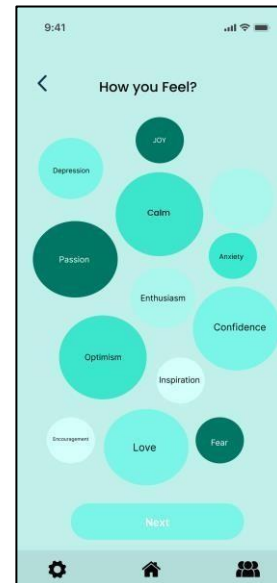 9:41
How you Feel?
JOY
Depression
Calm
Passion
Anxiety
Enthusiasm
Confidence
Optimism
Inspiration
Encouragement
Love
Fear
Next